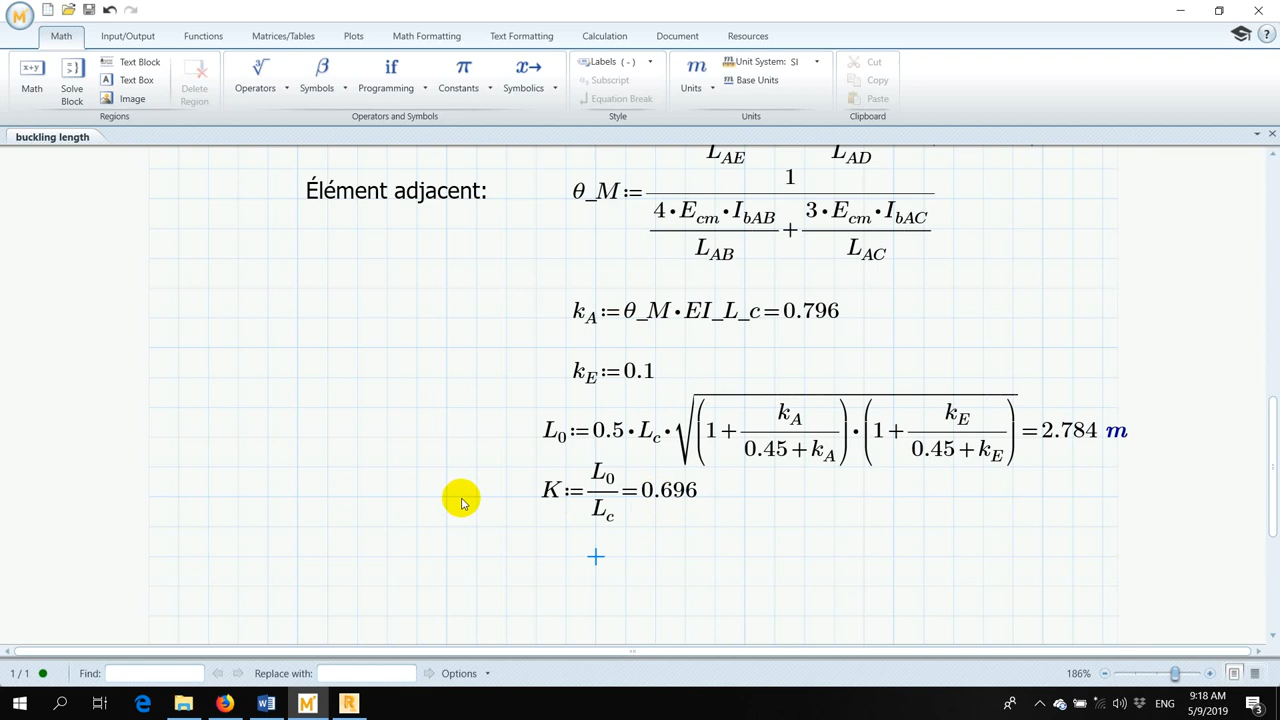 Math Input/Output Functions Matrices/Tables Plots Math Formatting Text Formatting Calculation Document Resources
Math
Solve Block
Text Block
Text Box
Image
Delete Region
Regions
Operators
Symbols
if
Programming
π
Constants
Symbolics
Operators and Symbols
Labels ( - )
Subscript
Equation Break
Style
m
Units
Unit System: SI
Base Units
Units
Cut
Copy
Paste
Clipboard
buckling length
L_AE L_AD
Élément adjacent: θ_M := 1 / (4·E_cm·I_bAB / L_AB + 3·E_cm·I_bAC / L_AC)
k_A := θ_M·EI_L_c = 0.796
k_E := 0.1
L_0 := 0.5·L_c·√((1 + k_A / (0.45 + k_A))·(1 + k_E / (0.45 + k_E))) = 2.784 m
K := L_0 / L_c = 0.696
1 / 1 Find: Replace with: Options 186%
ENG
9:18 AM
5/9/2019
3